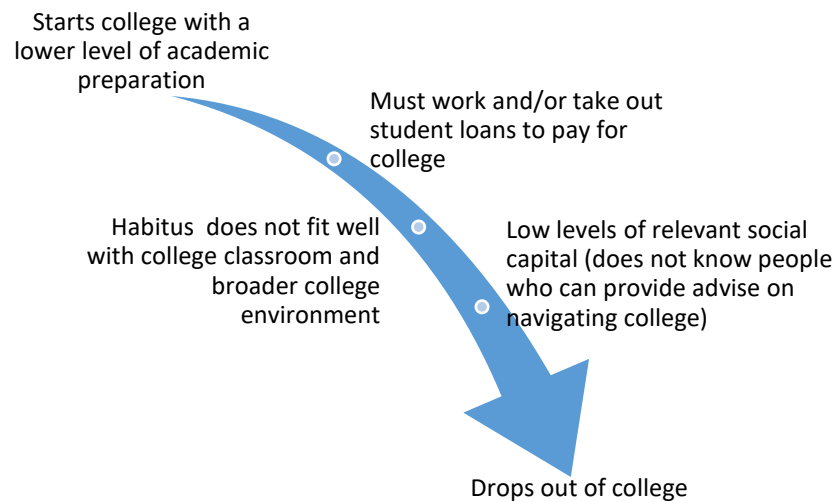 Starts college with a
lower level of academic
preparation
Must work and/or take out
student loans to pay for
college
Habitus  does not fit well
with college classroom and
broader college
environment
Low levels of relevant social
capital (does not know people
who can provide advise on
navigating college)
Drops out of college